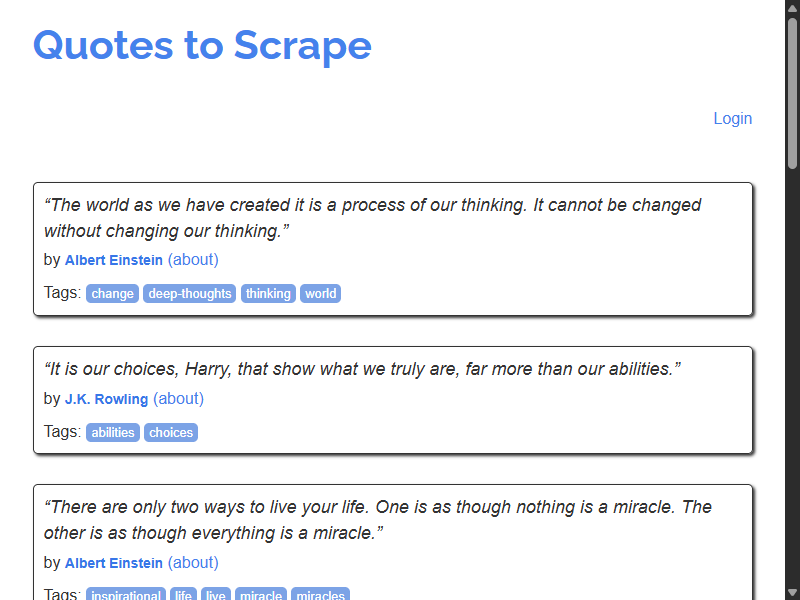 Quotes to Scrape
Login
“The world as we have created it is a process of our thinking. It cannot be changed
without changing our thinking.”
by Albert Einstein (about)
Tags: change deep-thoughts thinking world
“It is our choices, Harry, that show what we truly are, far more than our abilities.”
by J.K. Rowling (about)
Tags: abilities choices
“There are only two ways to live your life. One is as though nothing is a miracle. The
other is as though everything is a miracle.”
by Albert Einstein (about)
Tags: inspirational life live miracle miracles